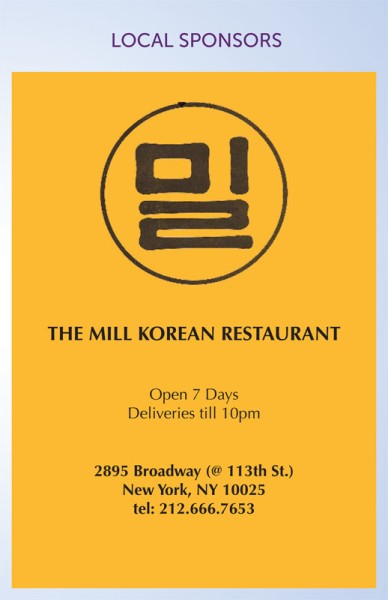 LOCAL SPONSORS
밀
THE MILL KOREAN RESTAURANT
Open 7 Days
Deliveries till 10pm
2895 Broadway (@ 113th St.)
New York, NY 10025
tel: 212.666.7653